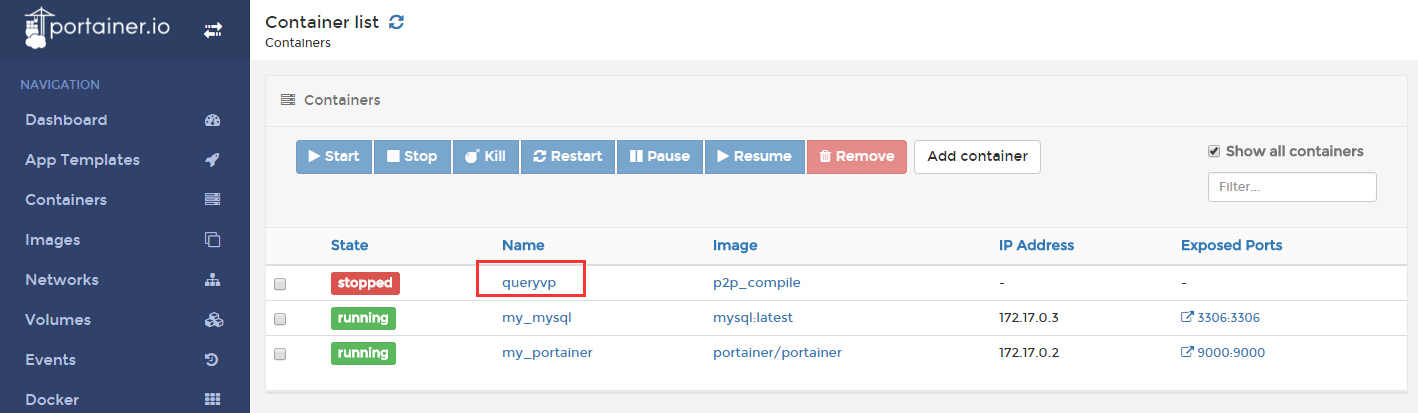 portainer.io
Container list
Containers
NAVIGATION
Dashboard
App Templates
Containers
Images
Networks
Volumes
Events
Docker
Containers
Start Stop Kill Restart Pause Resume Remove Add container
Show all containers
Filter...
State Name Image IP Address Exposed Ports
stopped queryvp p2p_compile - -
running my_mysql mysql:latest 172.17.0.3 3306:3306
running my_portainer portainer/portainer 172.17.0.2 9000:9000